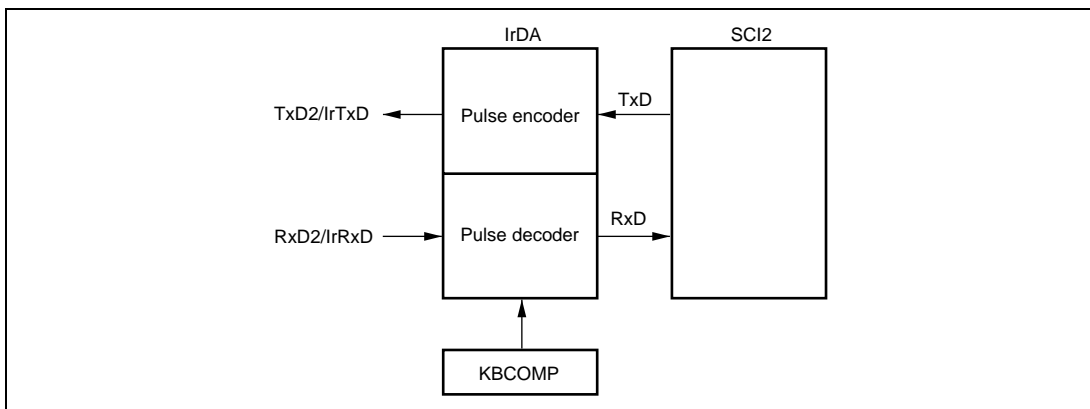 IrDA
SCI2
TxD2/IrTxD
Pulse encoder
TxD
RxD2/IrRxD
Pulse decoder
RxD
KBCOMP